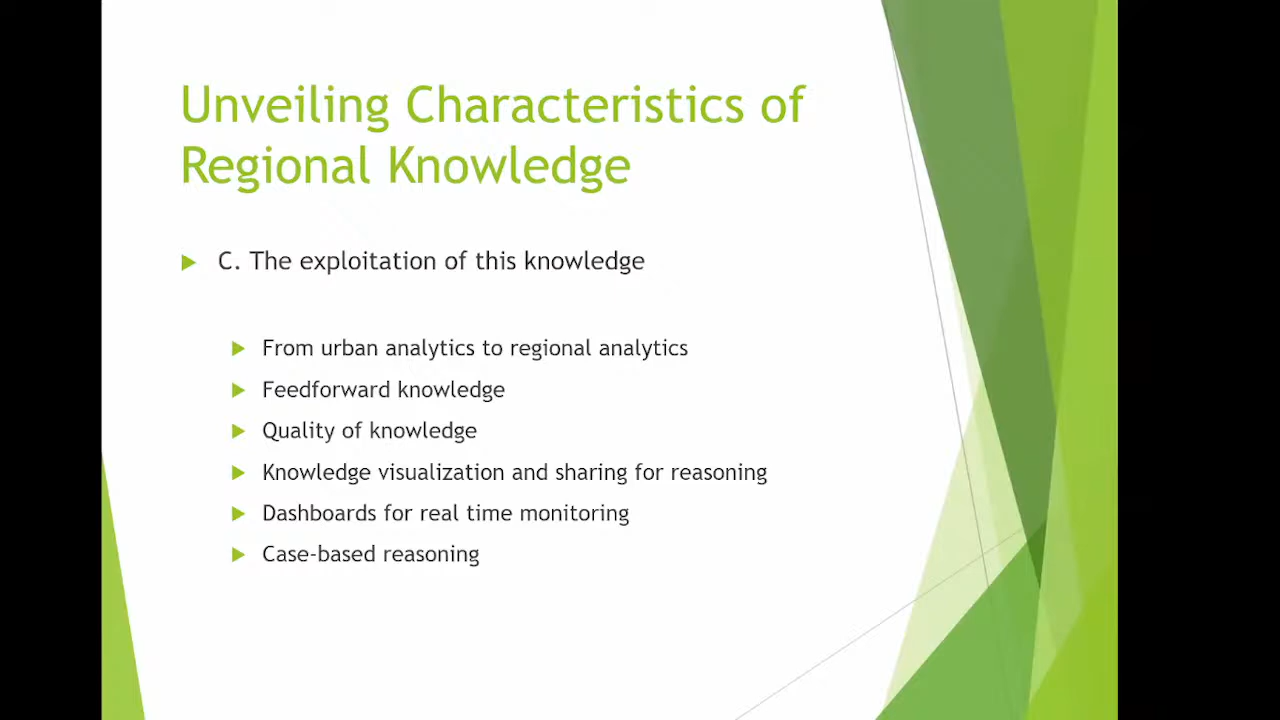 Unveiling Characteristics of
Regional Knowledge
C. The exploitation of this knowledge
From urban analytics to regional analytics
Feedforward knowledge
Quality of knowledge
Knowledge visualization and sharing for reasoning
Dashboards for real time monitoring
Case-based reasoning